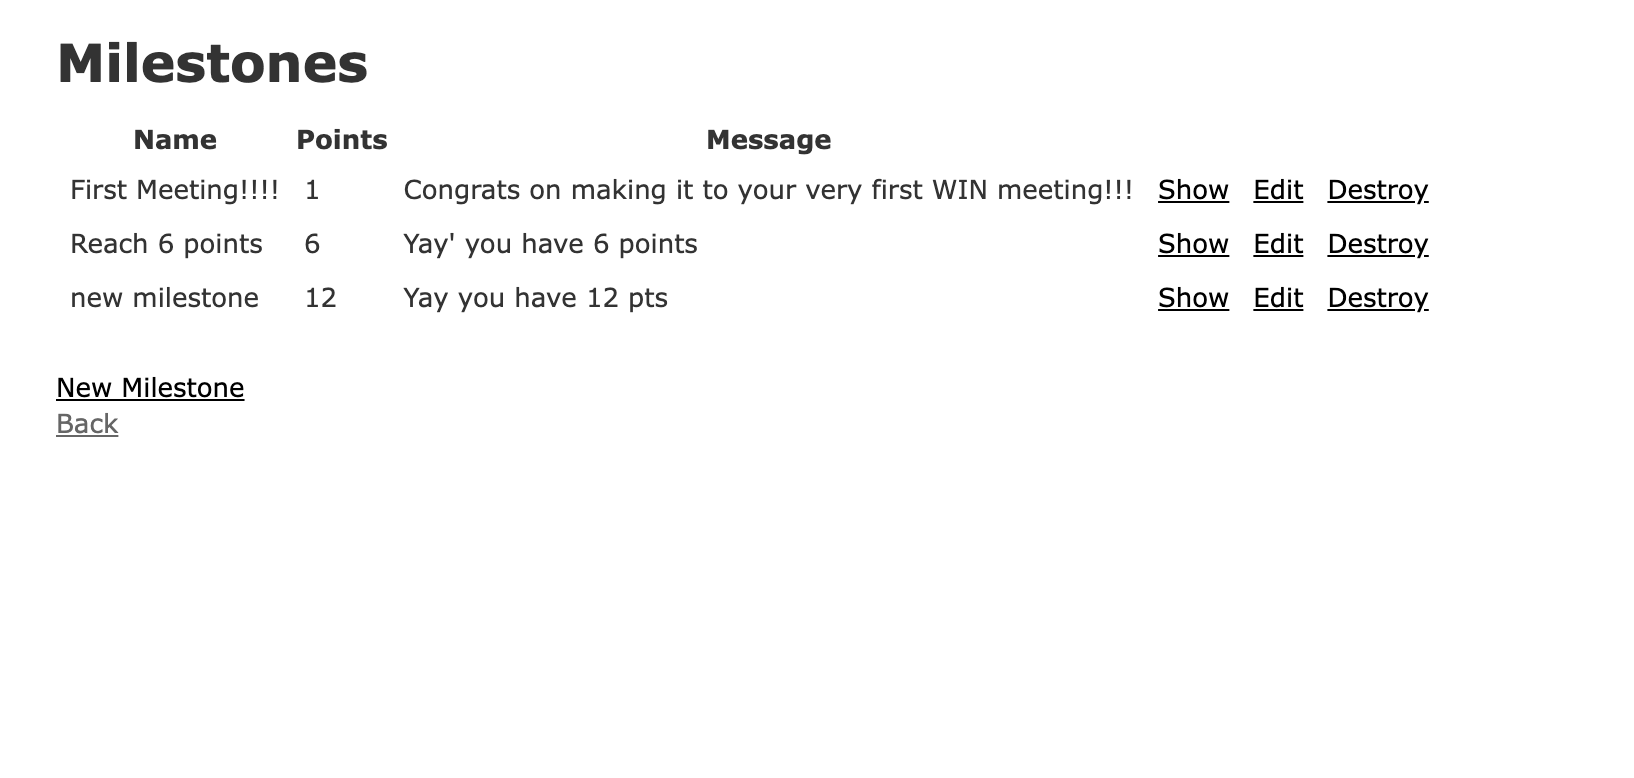 Milestones
Name Points Message
First Meeting!!!! 1 Congrats on making it to your very first WIN meeting!!! Show Edit Destroy
Reach 6 points 6 Yay' you have 6 points Show Edit Destroy
new milestone 12 Yay you have 12 pts Show Edit Destroy
New Milestone
Back